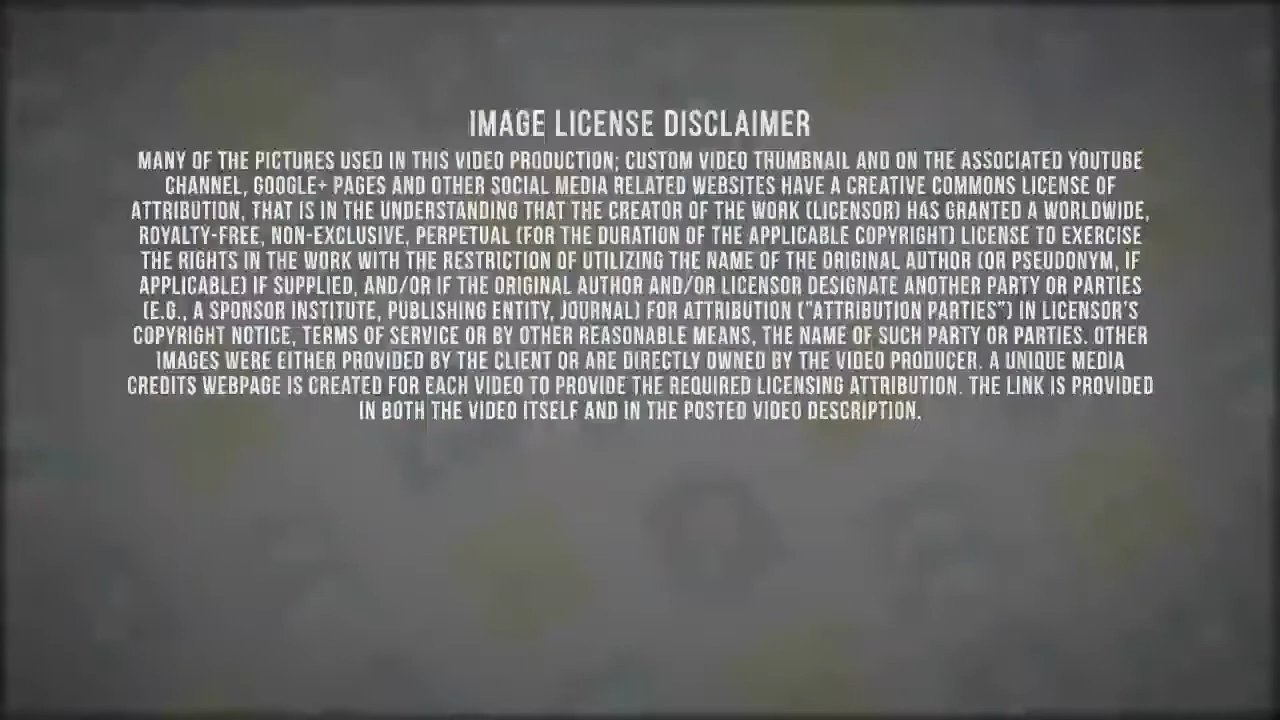 IMAGE LICENSE DISCLAIMER
MANY OF THE PICTURES USED IN THIS VIDEO PRODUCTION; CUSTOM VIDEO THUMBNAIL AND ON THE ASSOCIATED YOUTUBE
CHANNEL, GOOGLE+ PAGES AND OTHER SOCIAL MEDIA RELATED WEBSITES HAVE A CREATIVE COMMONS LICENSE OF
ATTRIBUTION, THAT IS IN THE UNDERSTANDING THAT THE CREATOR OF THE WORK (LICENSOR) HAS GRANTED A WORLDWIDE,
ROYALTY-FREE, NON-EXCLUSIVE, PERPETUAL (FOR THE DURATION OF THE APPLICABLE COPYRIGHT) LICENSE TO EXERCISE
THE RIGHTS IN THE WORK WITH THE RESTRICTION OF UTILIZING THE NAME OF THE ORIGINAL AUTHOR (OR PSEUDONYM, IF
APPLICABLE) IF SUPPLIED, AND/OR IF THE ORIGINAL AUTHOR AND/OR LICENSOR DESIGNATE ANOTHER PARTY OR PARTIES
(E.G., A SPONSOR INSTITUTE, PUBLISHING ENTITY, JOURNAL) FOR ATTRIBUTION ("ATTRIBUTION PARTIES") IN LICENSOR'S
COPYRIGHT NOTICE, TERMS OF SERVICE OR BY OTHER REASONABLE MEANS, THE NAME OF SUCH PARTY OR PARTIES. OTHER
IMAGES WERE EITHER PROVIDED BY THE CLIENT OR ARE DIRECTLY OWNED BY THE VIDEO PRODUCER. A UNIQUE MEDIA
CREDITS WEBPAGE IS CREATED FOR EACH VIDEO TO PROVIDE THE REQUIRED LICENSING ATTRIBUTION. THE LINK IS PROVIDED
IN BOTH THE VIDEO ITSELF AND IN THE POSTED VIDEO DESCRIPTION.